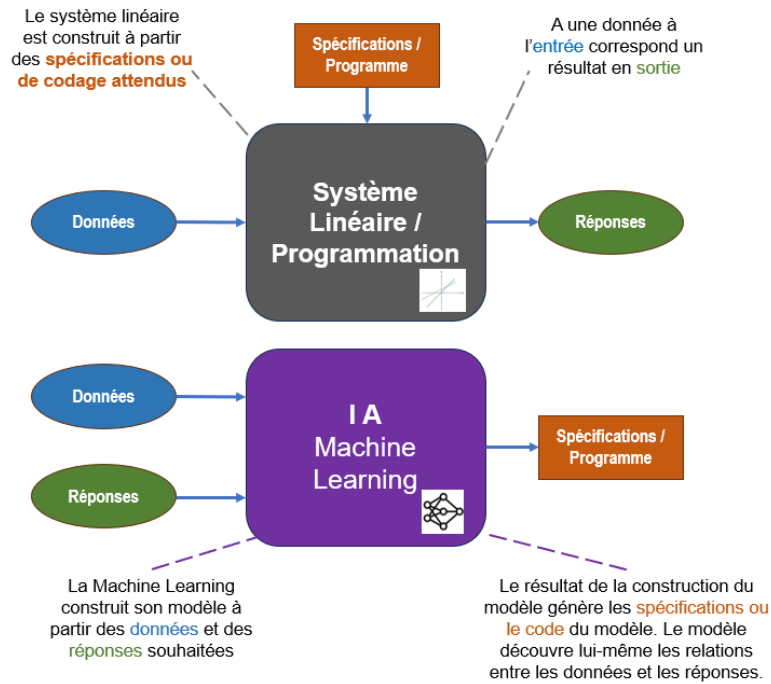 Le système linéaire
est construit à partir
des spécifications ou
de codage attendus
Spécifications /
Programme
A une donnée à
l'entrée correspond un
résultat en sortie
Données
Système
Linéaire /
Programmation
Réponses
Données
Réponses
I A
Machine
Learning
Spécifications /
Programme
La Machine Learning
construit son modèle à
partir des données et des
réponses souhaitées
Le résultat de la construction du
modèle génère les spécifications ou
le code du modèle. Le modèle
découvre lui-même les relations
entre les données et les réponses.